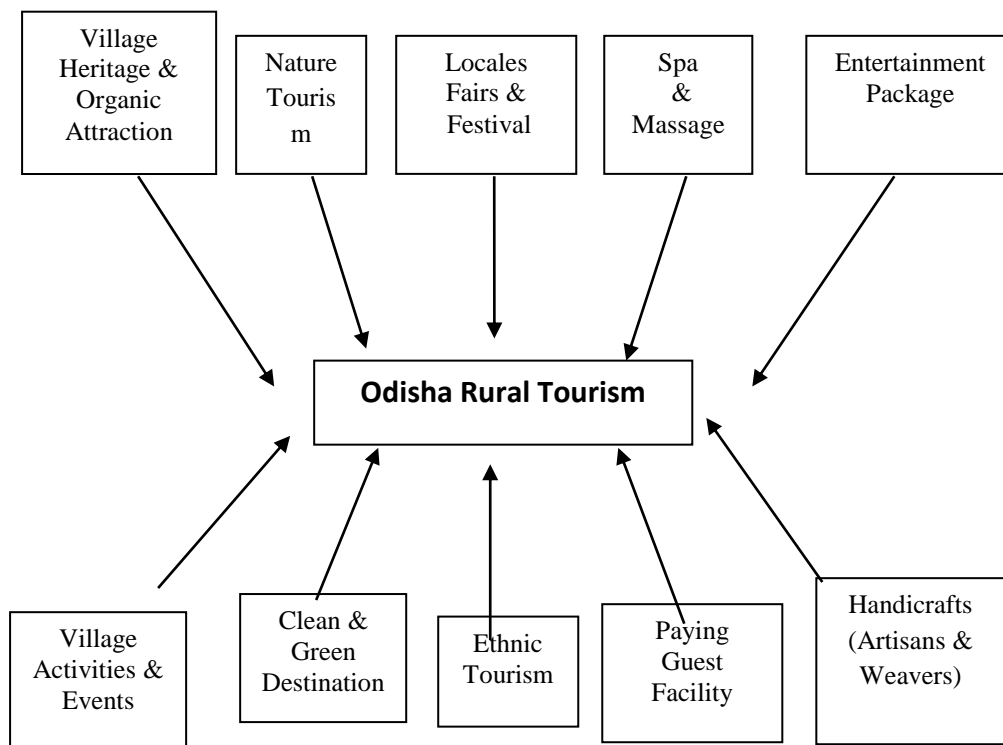 Village
Heritage &
Organic
Attraction
Nature
Touris
m
Locales
Fairs &
Festival
Spa
&
Massage
Entertainment
Package
Odisha Rural Tourism
Village
Activities &
Events
Clean &
Green
Destination
Ethnic
Tourism
Paying
Guest
Facility
Handicrafts
(Artisans &
Weavers)